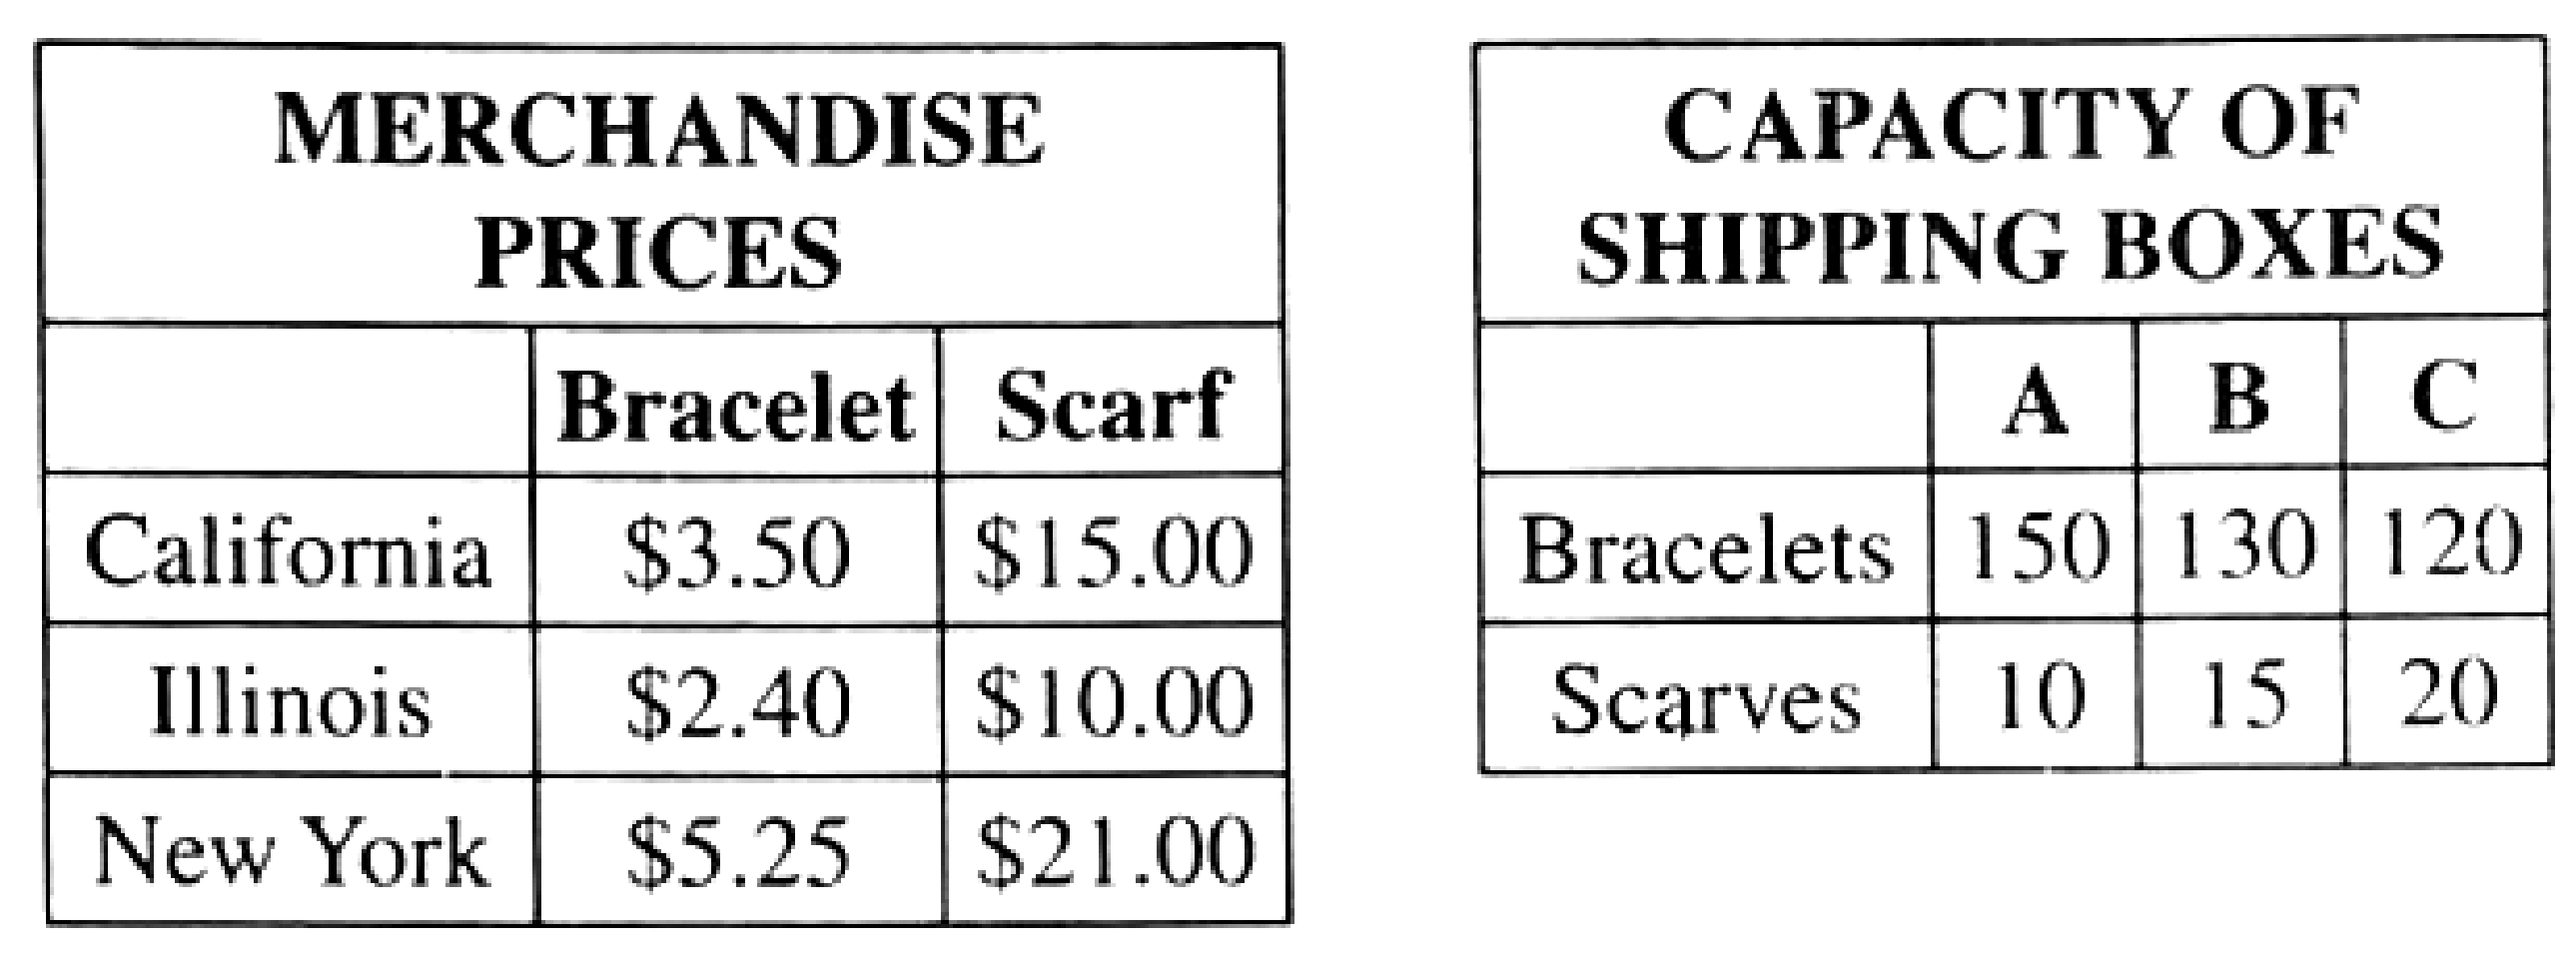 MERCHANDISE
PRICES
Bracelet Scarf
California $3.50 $15.00
Illinois $2.40 $10.00
New York $5.25 $21.00
CAPACITY OF
SHIPPING BOXES
A B C
Bracelets 150 130 120
Scarves 10 15 20